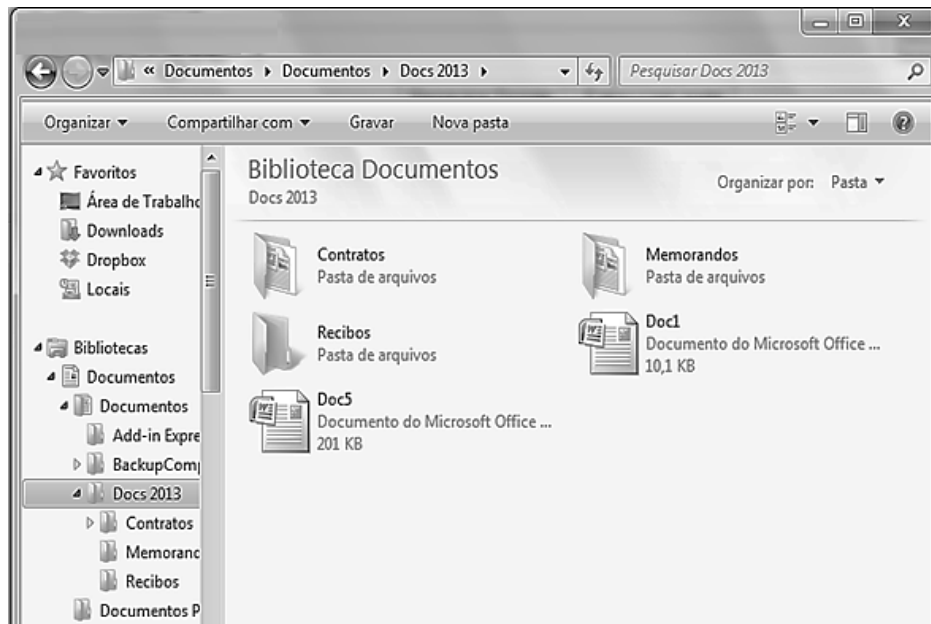 « Documentos Documentos Docs 2013
Pesquisar Docs 2013
Organizar Compartilhar com Gravar Nova pasta
Favoritos
Área de Trabalho
Downloads
Dropbox
Locais
Bibliotecas
Documentos
Documentos
Add-in Expre
BackupComp
Docs 2013
Contratos
Memoranc
Recibos
Documentos P
Biblioteca Documentos
Docs 2013
Organizar por: Pasta
Contratos
Pasta de arquivos
Memorandos
Pasta de arquivos
Recibos
Pasta de arquivos
Doc1
Documento do Microsoft Office ...
10,1 KB
Doc5
Documento do Microsoft Office ...
201 KB